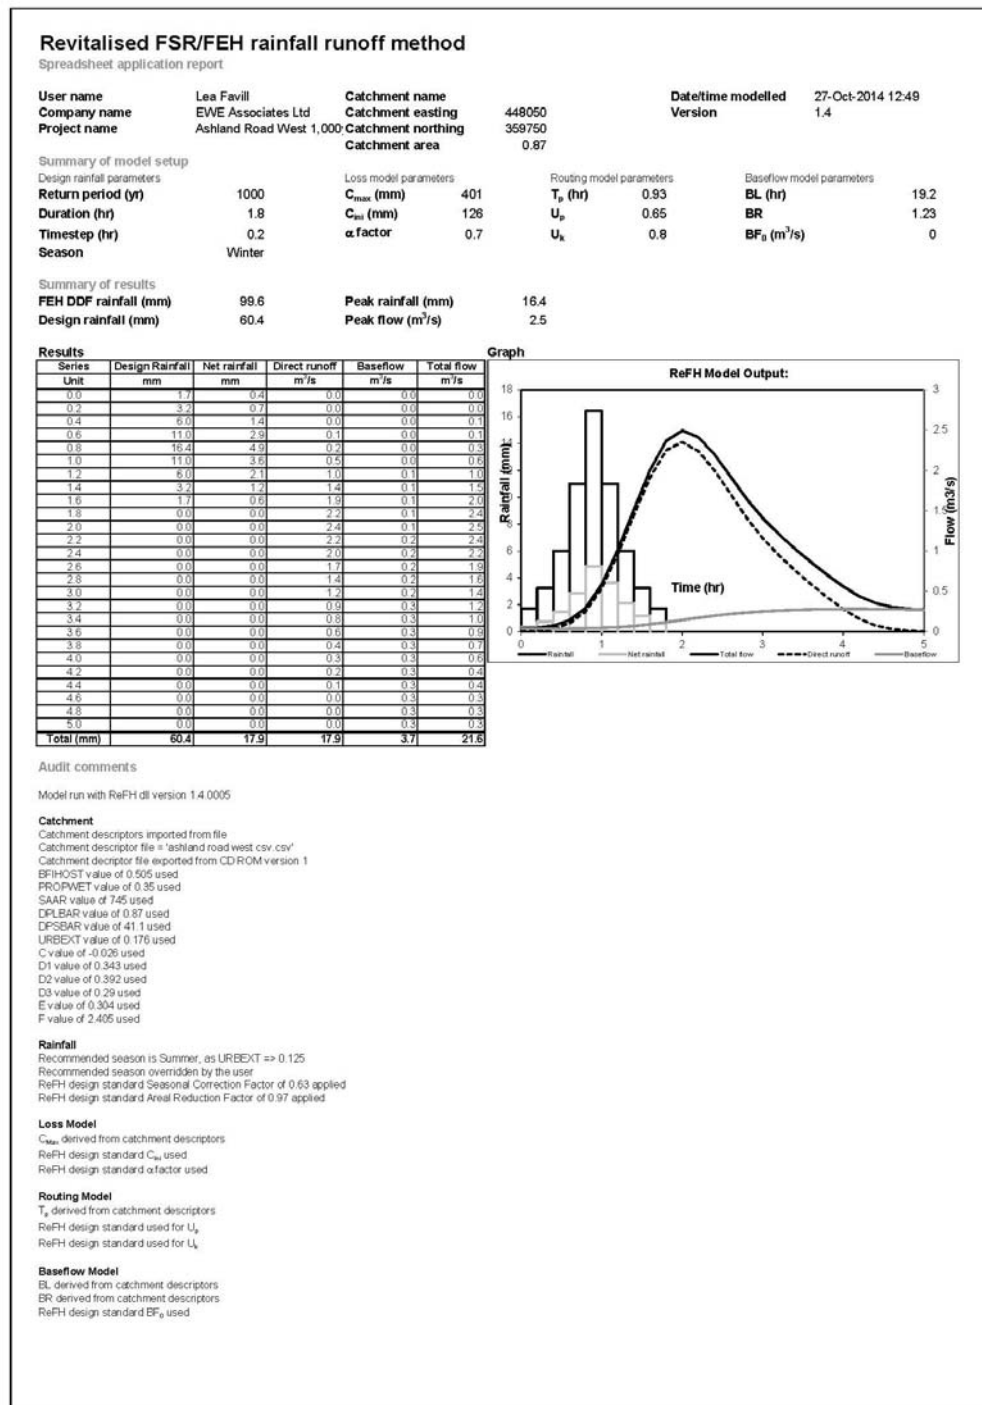 Revitalised FSR/FEH rainfall runoff method
Spreadsheet application report
User name Lea Favill Catchment name Date/time modelled 27-Oct-2014 12:49
Company name EWE Associates Ltd Catchment easting 448050 Version 1.4
Project name Ashland Road West 1,000 Catchment northing 359750
Catchment area 0.87
Summary of model setup
Design rainfall parameters Loss model parameters Routing model parameters Baseflow model parameters
Return period (yr) 1000 Cmax (mm) 401 Tp (hr) 0.93 BL (hr) 19.2
Duration (hr) 1.8 Cini (mm) 126 Up 0.65 BR 1.23
Timestep (hr) 0.2 α factor 0.7 Uk 0.8 BF0 (m³/s) 0
Season Winter
Summary of results
FEH DDF rainfall (mm) 99.6 Peak rainfall (mm) 16.4
Design rainfall (mm) 60.4 Peak flow (m³/s) 2.5
Results
Series Design Rainfall Net rainfall Direct runoff Baseflow Total flow
Unit mm mm m³/s m³/s m³/s
0.0 1.7 0.4 0.0 0.0 0.0
0.2 3.2 0.7 0.0 0.0 0.0
0.4 6.0 1.4 0.0 0.0 0.1
0.6 11.0 2.9 0.1 0.0 0.1
0.8 16.4 4.9 0.2 0.0 0.3
1.0 11.0 3.6 0.5 0.0 0.6
1.2 6.0 2.1 1.0 0.1 1.0
1.4 3.2 1.2 1.4 0.1 1.5
1.6 1.7 0.6 1.9 0.1 2.0
1.8 0.0 0.0 2.2 0.1 2.4
2.0 0.0 0.0 2.4 0.1 2.5
2.2 0.0 0.0 2.2 0.2 2.4
2.4 0.0 0.0 2.0 0.2 2.2
2.6 0.0 0.0 1.7 0.2 1.9
2.8 0.0 0.0 1.4 0.2 1.6
3.0 0.0 0.0 1.2 0.2 1.4
3.2 0.0 0.0 0.9 0.3 1.2
3.4 0.0 0.0 0.8 0.3 1.0
3.6 0.0 0.0 0.6 0.3 0.9
3.8 0.0 0.0 0.4 0.3 0.7
4.0 0.0 0.0 0.3 0.3 0.6
4.2 0.0 0.0 0.2 0.3 0.4
4.4 0.0 0.0 0.1 0.3 0.4
4.6 0.0 0.0 0.0 0.3 0.3
4.8 0.0 0.0 0.0 0.3 0.3
5.0 0.0 0.0 0.0 0.3 0.3
Total (mm) 60.4 17.9 17.9 3.7 21.6
Graph
ReFH Model Output:
18 3
16 2.5
14
12 2
10
8 1.5
6 1
4 0.5
2
0 0
Rainfall (mm)
Flow (m3/s)
Time (hr)
0 1 2 3 4 5
Rainfall Net rainfall Total flow Direct runoff Baseflow
Audit comments
Model run with ReFH dll version 1.4.0005
Catchment
Catchment descriptors imported from file
Catchment descriptor file = 'ashland road west csv.csv'
Catchment decriptor file exported from CD ROM version 1
BFIHOST value of 0.505 used
PROPWET value of 0.35 used
SAAR value of 745 used
DPLBAR value of 0.87 used
DPSBAR value of 41.1 used
URBEXT value of 0.176 used
C value of -0.026 used
D1 value of 0.343 used
D2 value of 0.392 used
D3 value of 0.29 used
E value of 0.304 used
F value of 2.405 used
Rainfall
Recommended season is Summer, as URBEXT => 0.125
Recommended season overridden by the user
ReFH design standard Seasonal Correction Factor of 0.63 applied
ReFH design standard Areal Reduction Factor of 0.97 applied
Loss Model
CMax derived from catchment descriptors
ReFH design standard Cini used
ReFH design standard α factor used
Routing Model
Tp derived from catchment descriptors
ReFH design standard used for Up
ReFH design standard used for Uk
Baseflow Model
BL derived from catchment descriptors
BR derived from catchment descriptors
ReFH design standard BF0 used